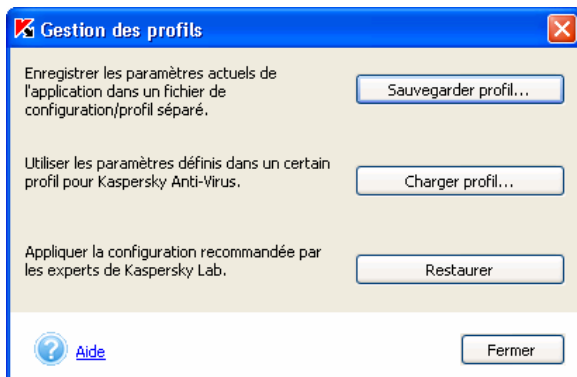 Gestion des profils
Enregistrer les paramètres actuels de
l'application dans un fichier de
configuration/profil séparé.
Sauvegarder profil...
Utiliser les paramètres définis dans un certain
profil pour Kaspersky Anti-Virus.
Charger profil...
Appliquer la configuration recommandée par
les experts de Kaspersky Lab.
Restaurer
Aide
Fermer